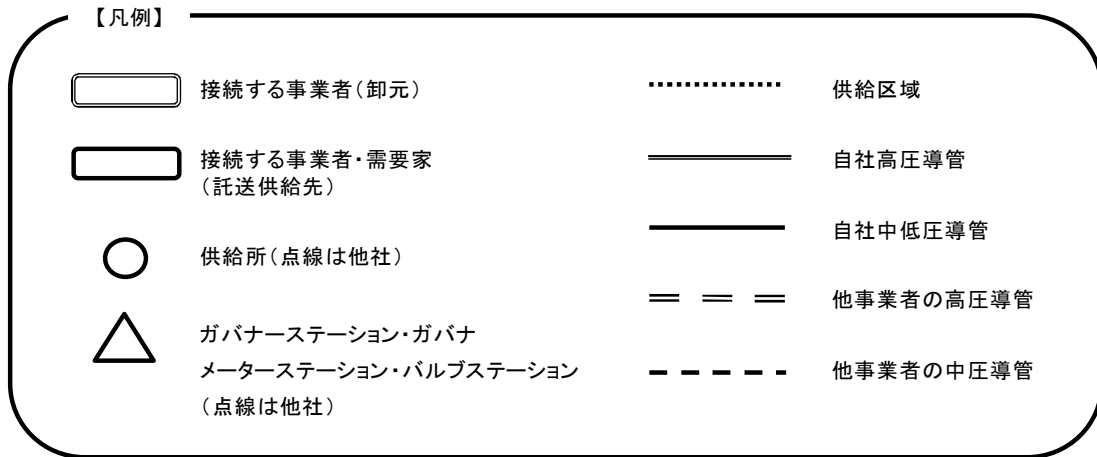 【凡例】
接続する事業者（卸元）
接続する事業者・需要家
（託送供給先）
供給所（点線は他社）
ガバナーステーション・ガバナ
メーターステーション・バルブステーション
（点線は他社）
供給区域
自社高圧導管
自社中低圧導管
他事業者の高圧導管
他事業者の中圧導管